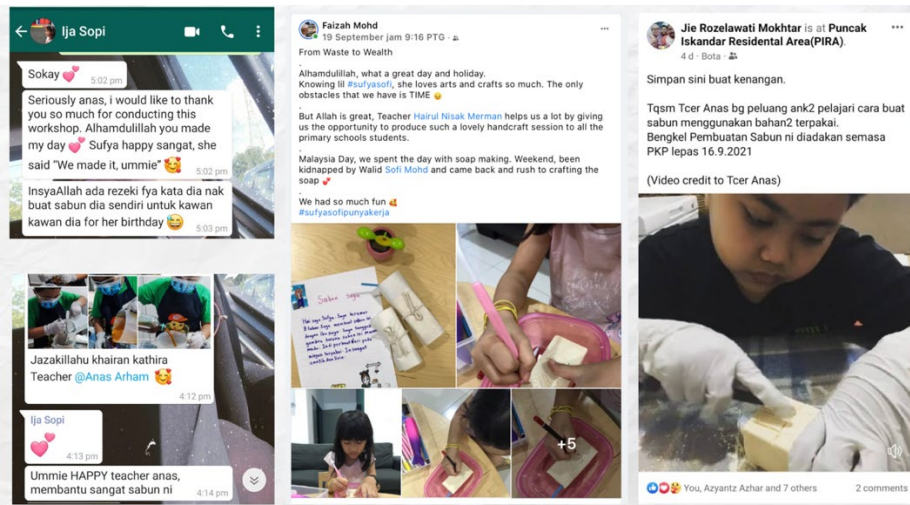 Ija Sopi
Sokay 💕
5:02 pm
Seriously anas, i would like to thank
you so much for conducting this
workshop. Alhamdulillah you made
my day 💕 Sufya happy sangat, she
said "We made it, ummie" 🥰
5:02 pm
InsyaAllah ada rezeki fya kata dia nak
buat sabun dia sendiri untuk kawan
kawan dia for her birthday 😅
5:03 pm
Jazakillahu khairan kathira
Teacher @Anas Arham 🥰
4:12 pm
Ija Sopi
💕
4:13 pm
Ummie HAPPY teacher anas,
membantu sangat sabun ni
4:14 pm
Faizah Mohd
19 September jam 9:16 PTG ·
From Waste to Wealth
.
Alhamdulillah, what a great day and holiday.
Knowing lil #sufyasofi, she loves arts and crafts so much. The only
obstacles that we have is TIME 😄
.
But Allah is great, Teacher Hairul Nisak Merman helps us a lot by giving
us the opportunity to produce such a lovely handcraft session to all the
primary schools students.
.
Malaysia Day, we spent the day with soap making. Weekend, been
kidnapped by Walid Sofi Mohd and came back and rush to crafting the
soap 💕
.
We had so much fun 🥰
#sufyasofipunyakerja
Sabun Saya
+5
Jie Rozelawati Mokhtar is at Puncak
Iskandar Residental Area(PIRA).
4 d · Bota ·
Simpan sini buat kenangan.
Tqsm Tcer Anas bg peluang ank2 pelajari cara buat
sabun menggunakan bahan2 terpakai.
Bengkel Pembuatan Sabun ni diadakan semasa
PKP lepas 16.9.2021
(Video credit to Tcer Anas)
You, Azyantz Azhar and 7 others
2 comments